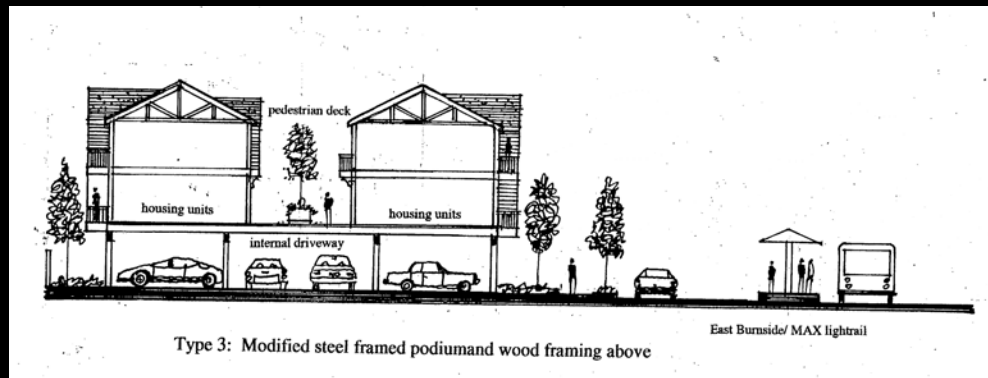 pedestrian deck
housing units
housing units
internal driveway
East Burnside/ MAX lightrail
Type 3: Modified steel framed podiumand wood framing above